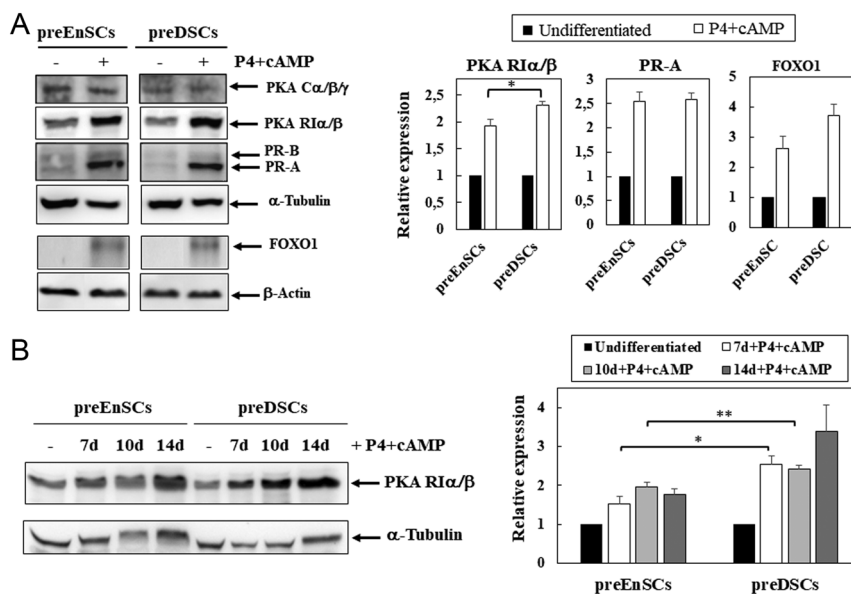 A
preEnSCs preDSCs
- + - + P4+cAMP
PKA Cα/β/γ
PKA RIα/β
PR-B
PR-A
α-Tubulin
FOXO1
β-Actin
Undifferentiated P4+cAMP
PKA RIα/β
*
Relative expression
2,5
2
1,5
1
0,5
0
preEnSCs
preDSCs
PR-A
3
2,5
2
1,5
1
0,5
0
preEnSCs
preDSCs
FOXO1
5
4
3
2
1
0
preEnSC
preDSC
B
preEnSCs preDSCs
- 7d 10d 14d - 7d 10d 14d + P4+cAMP
PKA RIα/β
α-Tubulin
Undifferentiated 7d+P4+cAMP
10d+P4+cAMP 14d+P4+cAMP
Relative expression
4
3
2
1
0
**
*
preEnSCs preDSCs